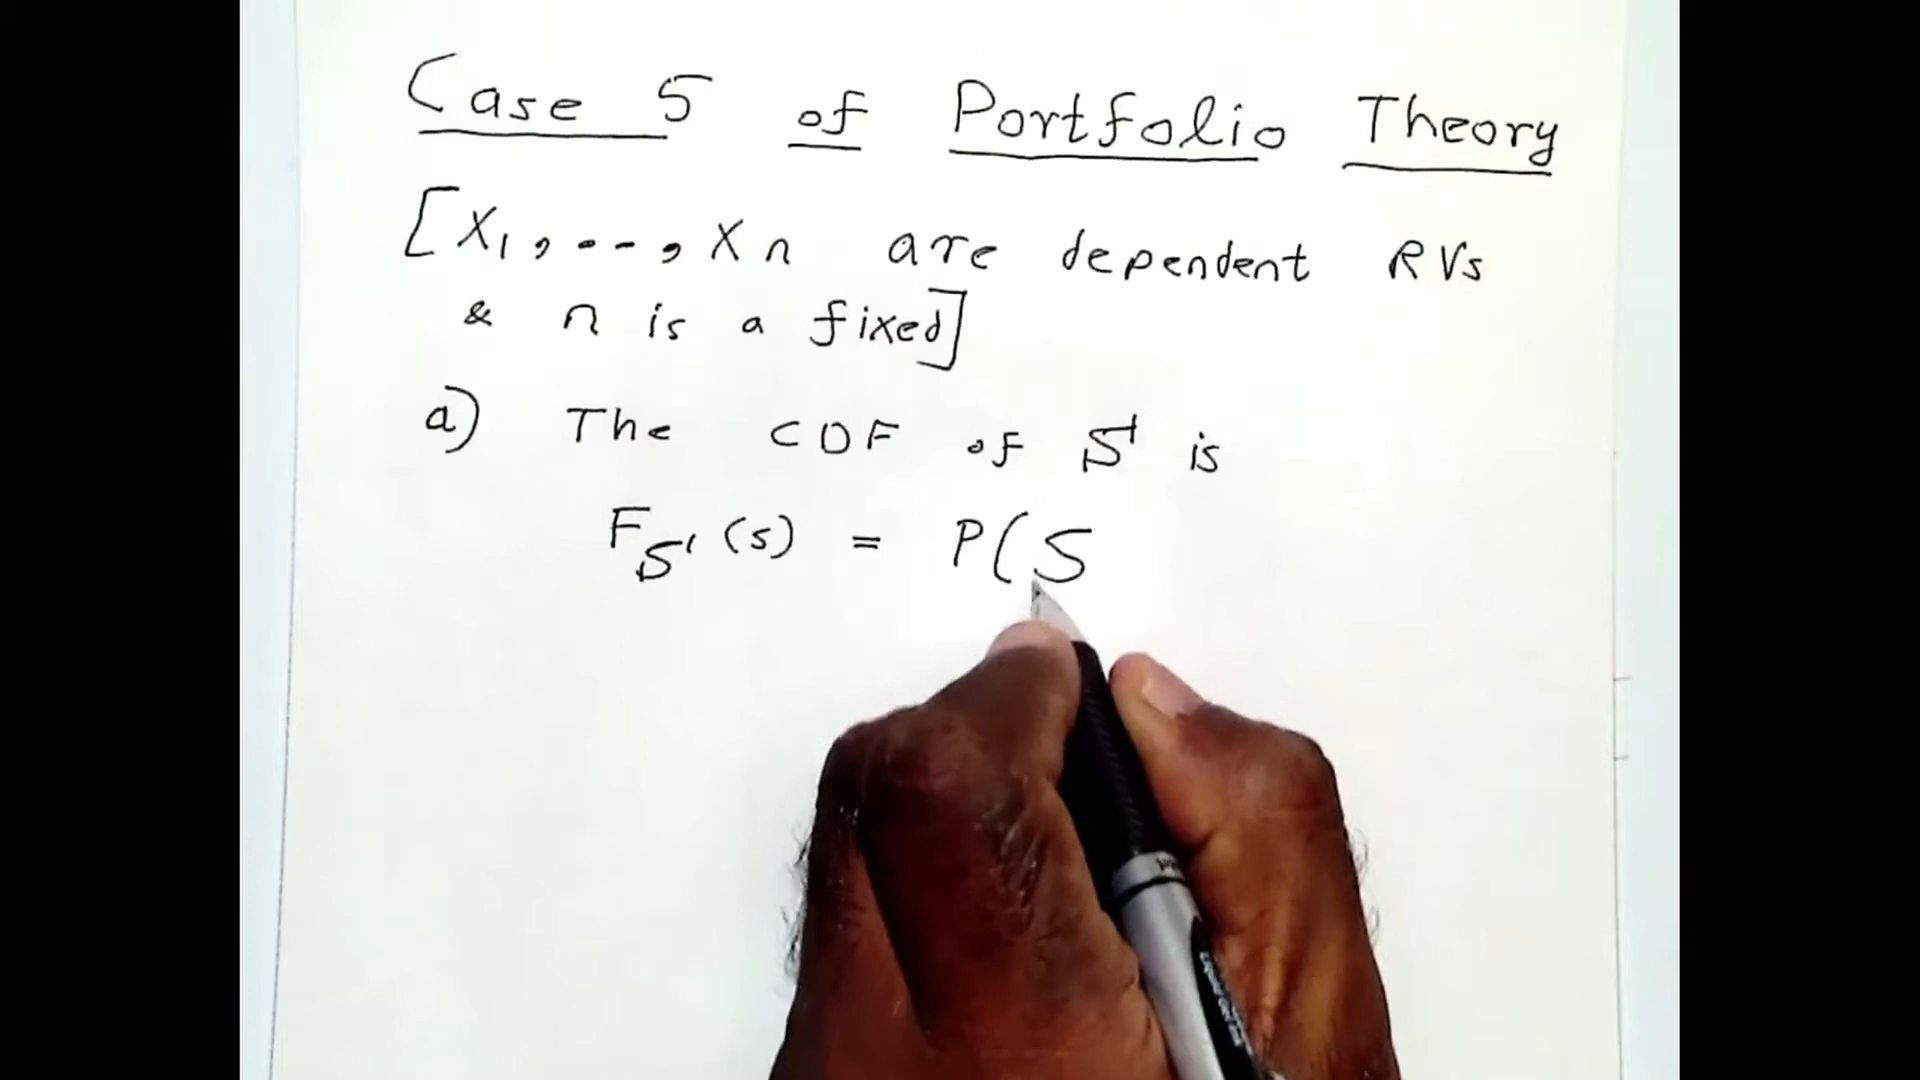 Case 5 of Portfolio Theory
[X1, ---, Xn are dependent RVs
& n is a fixed]
a) The CDF of S is
FS (s) = P(S